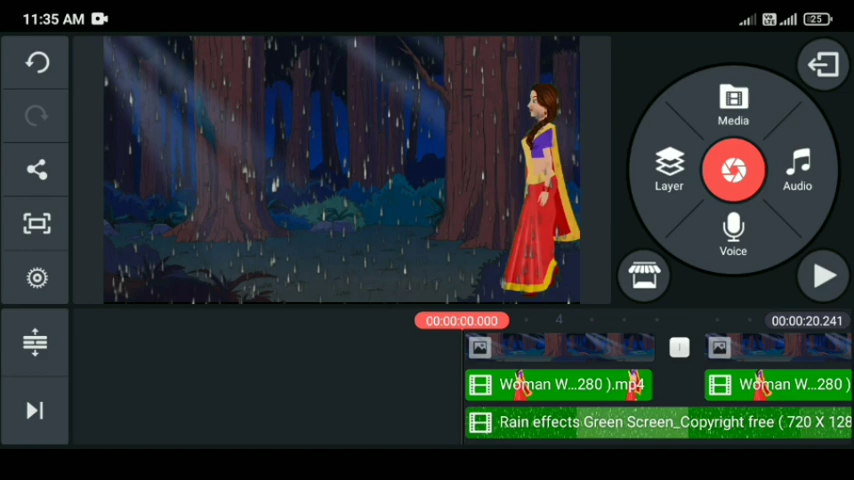 11:35 AM
25
Media
Layer
Audio
Voice
00:00:00.000
4
00:00:20.241
Woman W...280 ).mp4
Woman W...280 )
Rain effects Green Screen_Copyright free ( 720 X 128